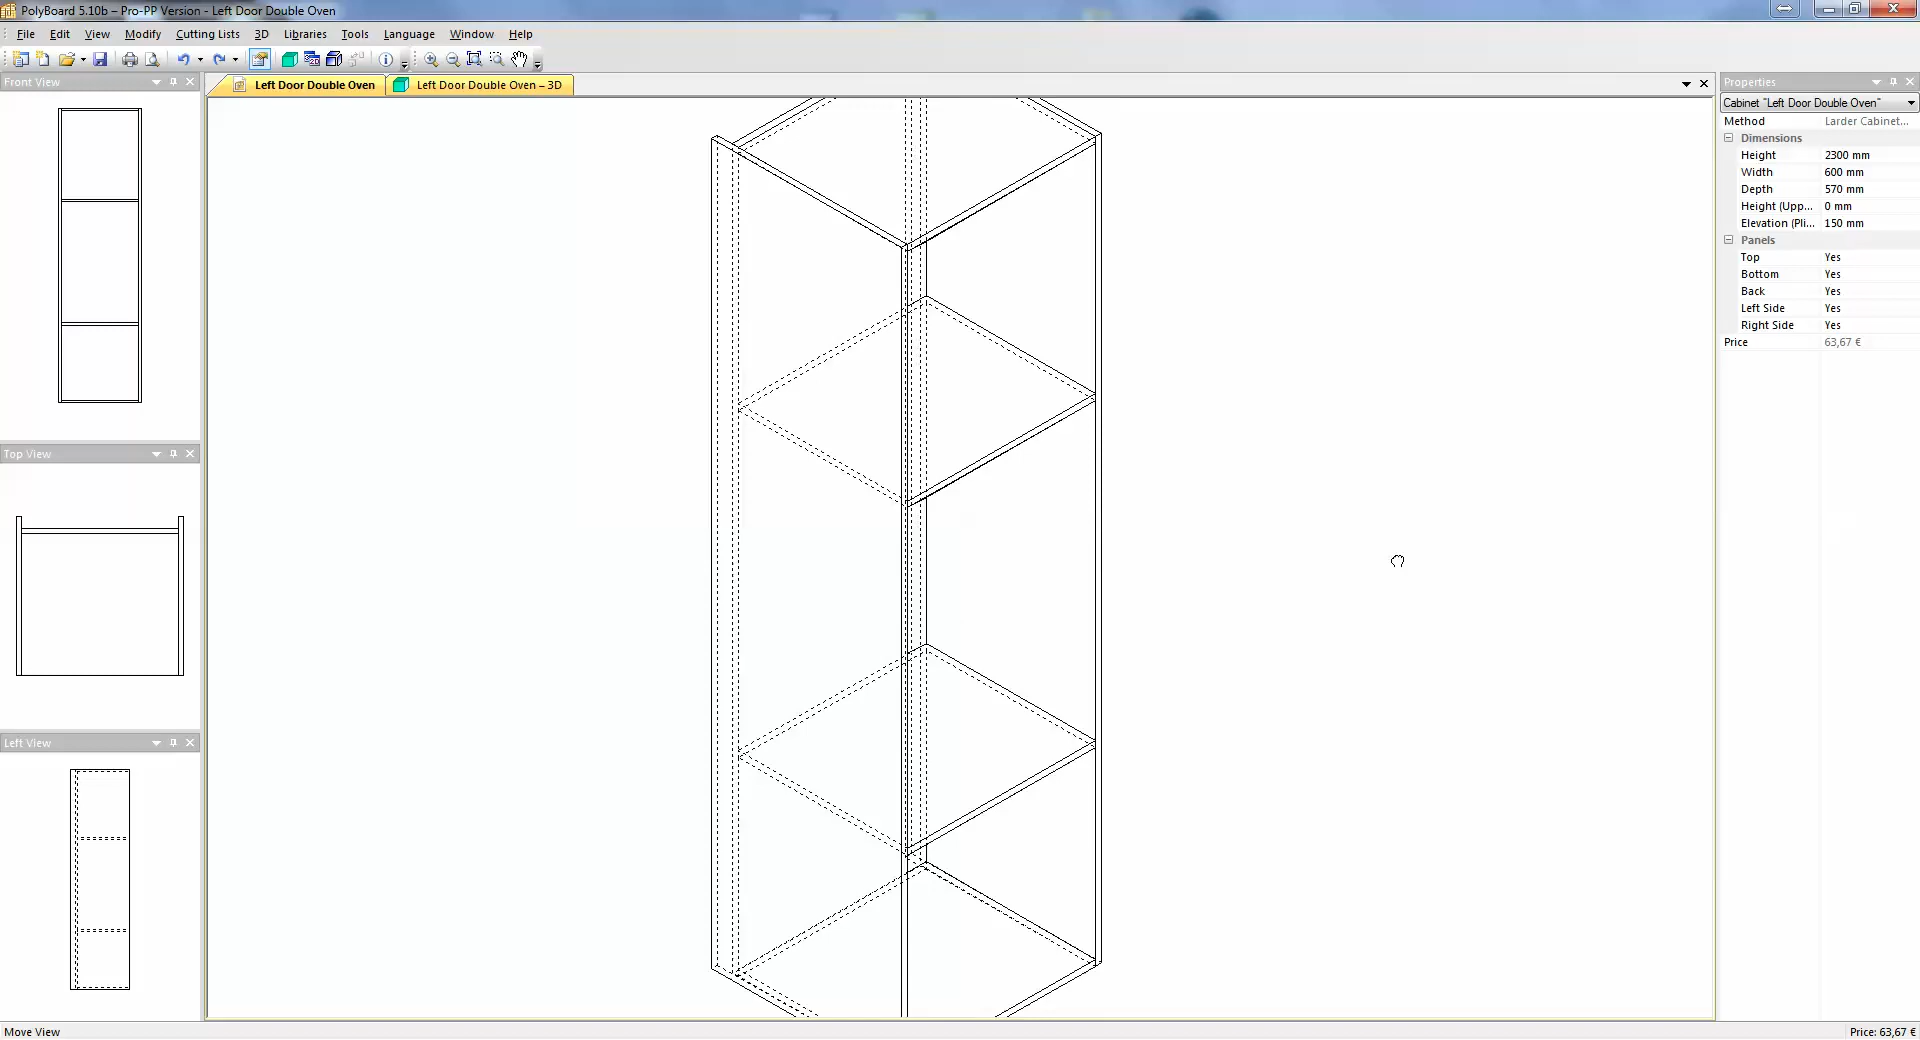 PolyBoard 5.10b – Pro-PP Version - Left Door Double Oven
File Edit View Modify Cutting Lists 3D Libraries Tools Language Window Help
Front View
Left Door Double Oven
Left Door Double Oven – 3D
Top View
Left View
Properties
Cabinet "Left Door Double Oven"
Method Larder Cabinet...
Dimensions
Height 2300 mm
Width 600 mm
Depth 570 mm
Height (Upp... 0 mm
Elevation (Pli... 150 mm
Panels
Top Yes
Bottom Yes
Back Yes
Left Side Yes
Right Side Yes
Price 63,67 €
Move View
Price: 63,67 €